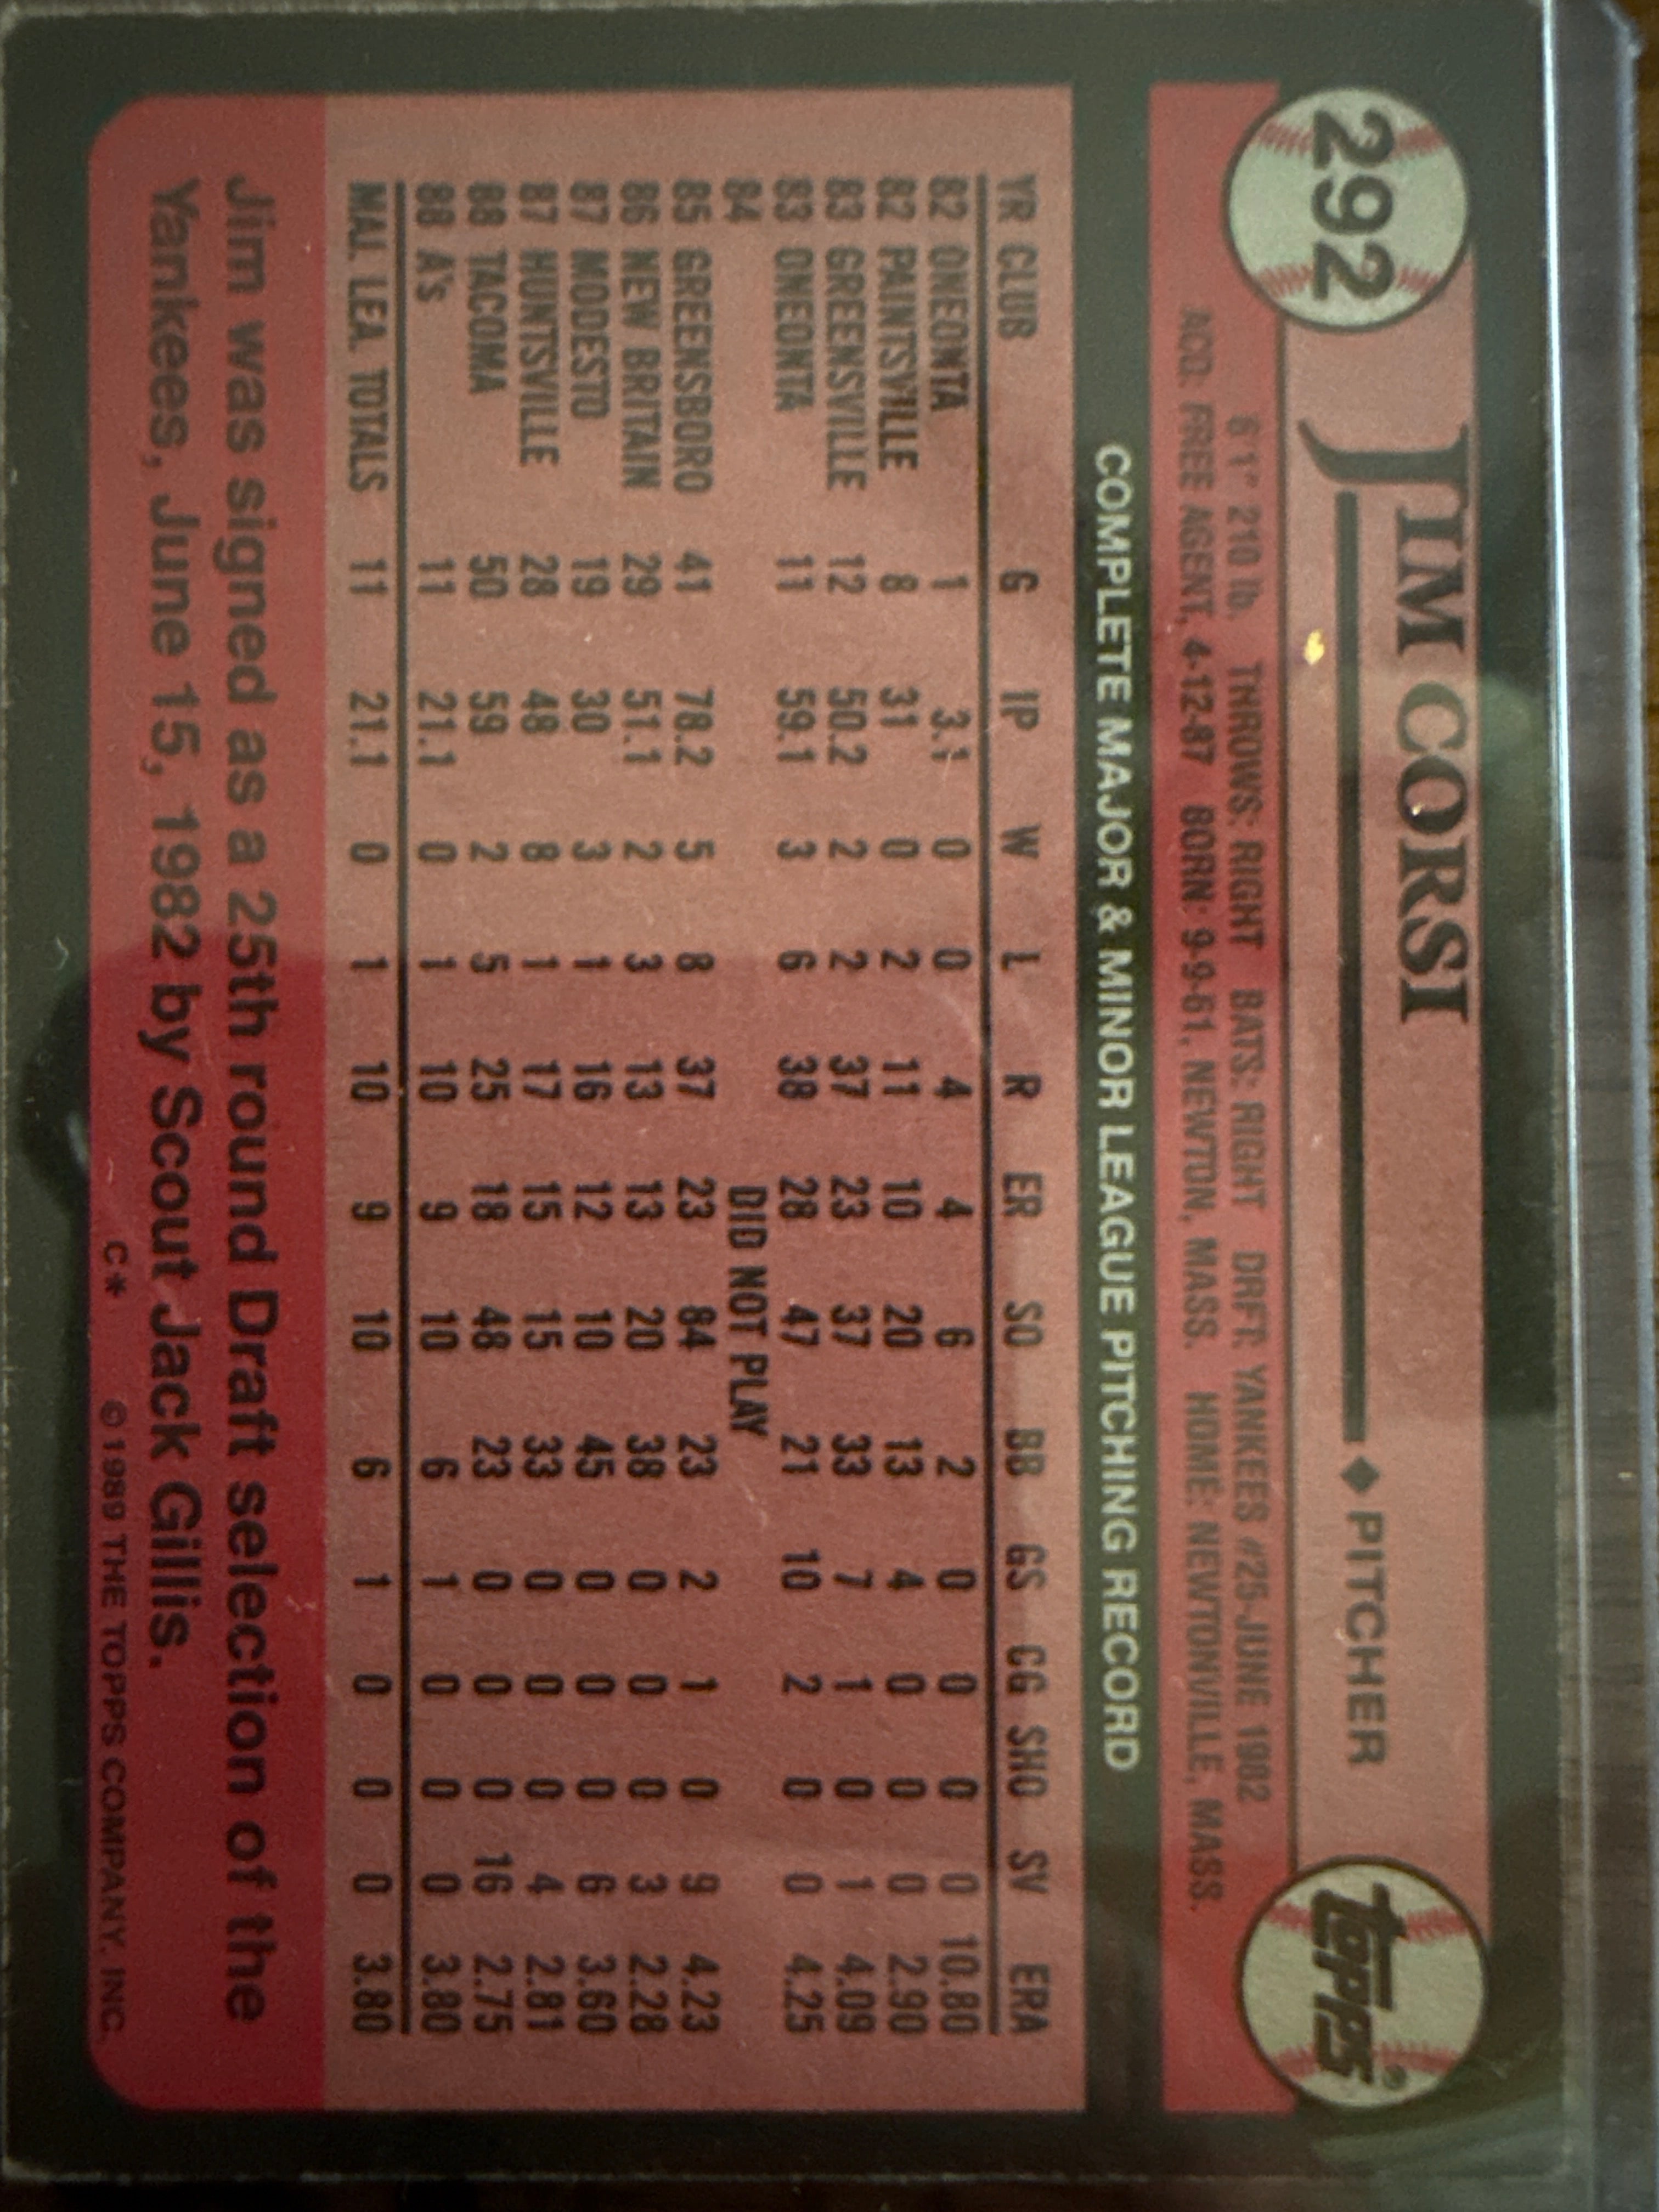 292
JIM CORSI
◆ PITCHER
topps®
6'1" 210 lb. THROWS: RIGHT BATS: RIGHT DRFT: YANKEES #25-JUNE 1982
ACQ: FREE AGENT, 4-12-87 BORN: 9-9-61, NEWTON, MASS. HOME: NEWTONVILLE, MASS.
COMPLETE MAJOR & MINOR LEAGUE PITCHING RECORD
YR CLUB G IP W L R ER SO BB GS CG SHO SV ERA
82 ONEONTA 1 3.1 0 0 4 4 6 2 0 0 0 0 10.80
82 PAINTSVILLE 8 31 0 2 11 10 20 13 4 0 0 0 2.90
83 GREENSVILLE 12 50.2 2 2 37 23 37 33 7 1 0 1 4.09
83 ONEONTA 11 59.1 3 6 38 28 47 21 10 2 0 0 4.25
84 DID NOT PLAY
85 GREENSBORO 41 78.2 5 8 37 23 84 23 2 1 0 9 4.23
86 NEW BRITAIN 29 51.1 2 3 13 13 20 38 0 0 0 3 2.28
87 MODESTO 19 30 3 1 16 12 10 45 0 0 0 6 3.60
87 HUNTSVILLE 28 48 8 1 17 15 15 33 0 0 0 4 2.81
88 TACOMA 50 59 2 5 25 18 48 23 0 0 0 16 2.75
88 A's 11 21.1 0 1 10 9 10 6 1 0 0 0 3.80
MAJ. LEA. TOTALS 11 21.1 0 1 10 9 10 6 1 0 0 0 3.80
Jim was signed as a 25th round Draft selection of the
Yankees, June 15, 1982 by Scout Jack Gillis.
C* © 1989 THE TOPPS COMPANY, INC.